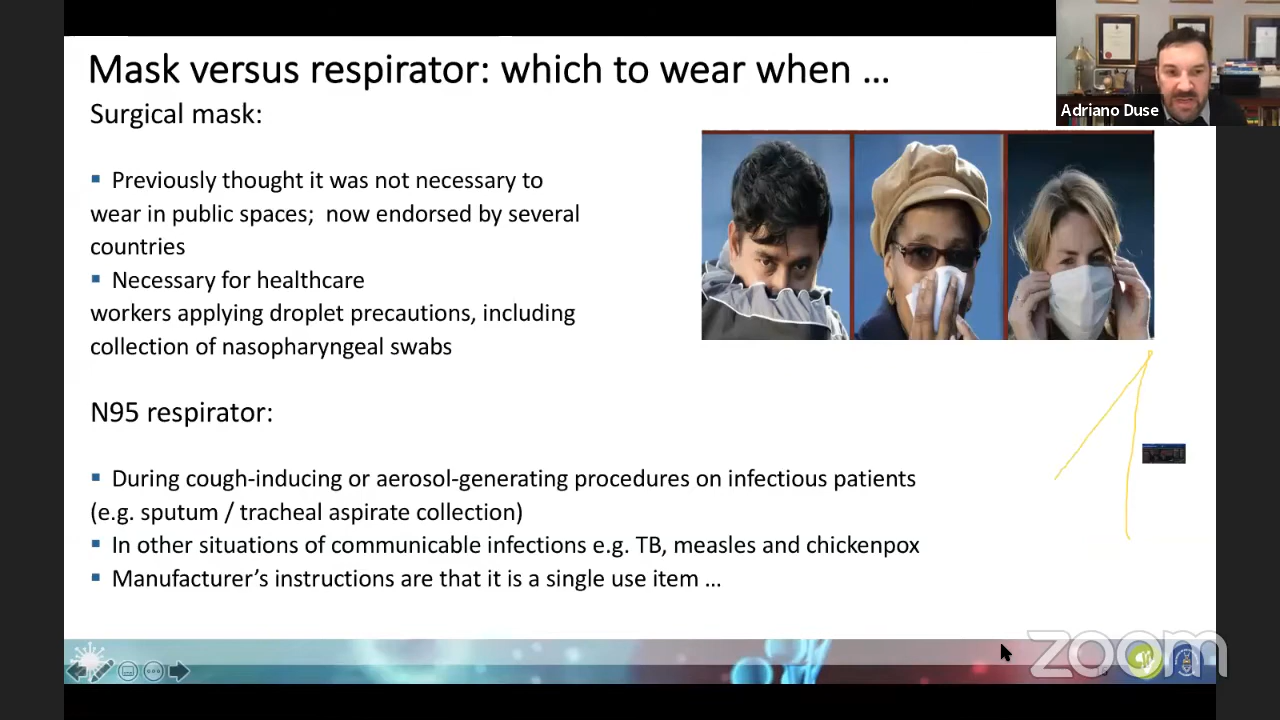 Mask versus respirator: which to wear when ...
Adriano Duse
Surgical mask:
▪ Previously thought it was not necessary to
wear in public spaces; now endorsed by several
countries
▪ Necessary for healthcare
workers applying droplet precautions, including
collection of nasopharyngeal swabs
N95 respirator:
▪ During cough-inducing or aerosol-generating procedures on infectious patients
(e.g. sputum / tracheal aspirate collection)
▪ In other situations of communicable infections e.g. TB, measles and chickenpox
▪ Manufacturer's instructions are that it is a single use item ...
zoom